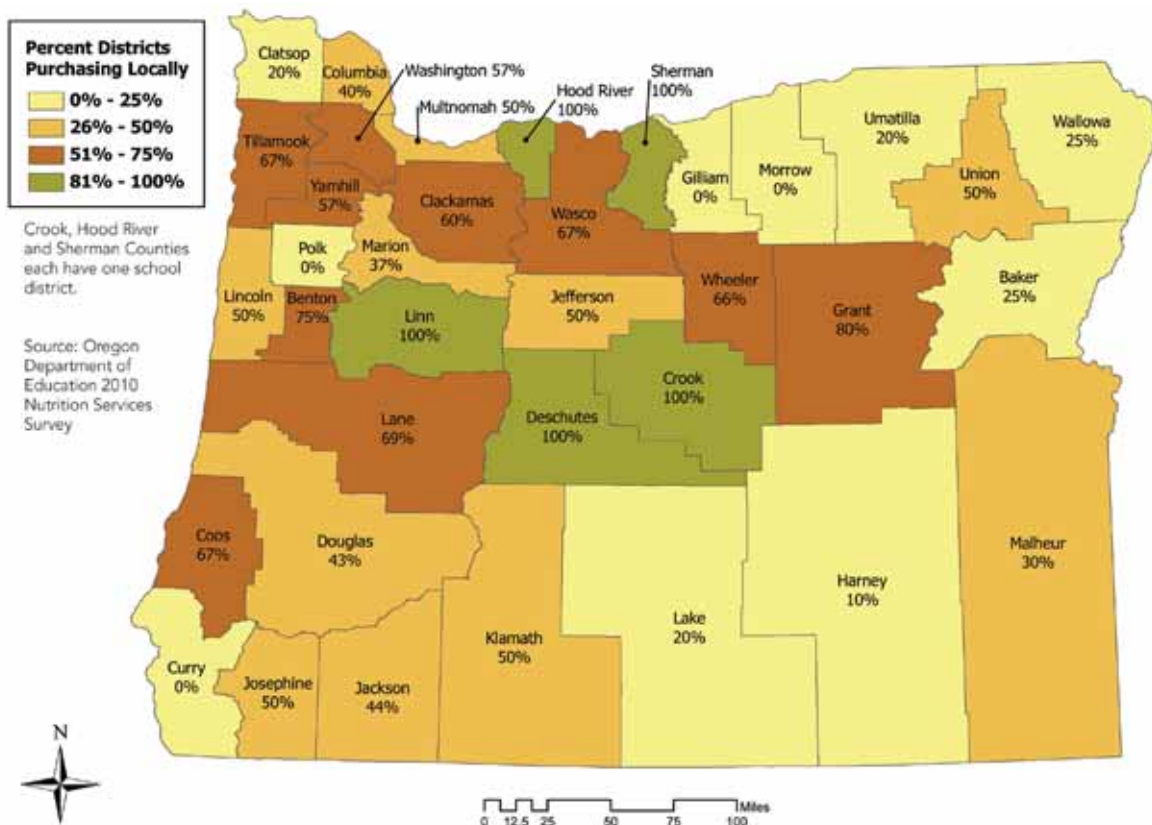 Percent Districts
Purchasing Locally
0% - 25%
26% - 50%
51% - 75%
81% - 100%
Crook, Hood River
and Sherman Counties
each have one school
district.
Source: Oregon
Department of
Education 2010
Nutrition Services
Survey
Clatsop
20%
Columbia
40%
Washington 57%
Multnomah 50%
Hood River
100%
Sherman
100%
Tillamook
67%
Yamhill
57%
Clackamas
60%
Wasco
67%
Gilliam
0%
Morrow
0%
Umatilla
20%
Union
50%
Wallowa
25%
Polk
0%
Marion
37%
Lincoln
50%
Benton
75%
Linn
100%
Jefferson
50%
Wheeler
66%
Grant
80%
Baker
25%
Crook
100%
Deschutes
100%
Lane
69%
Coos
67%
Douglas
43%
Malheur
30%
Harney
10%
Lake
20%
Klamath
50%
Curry
0%
Josephine
50%
Jackson
44%
N
Miles
0 12.5 25 50 75 100